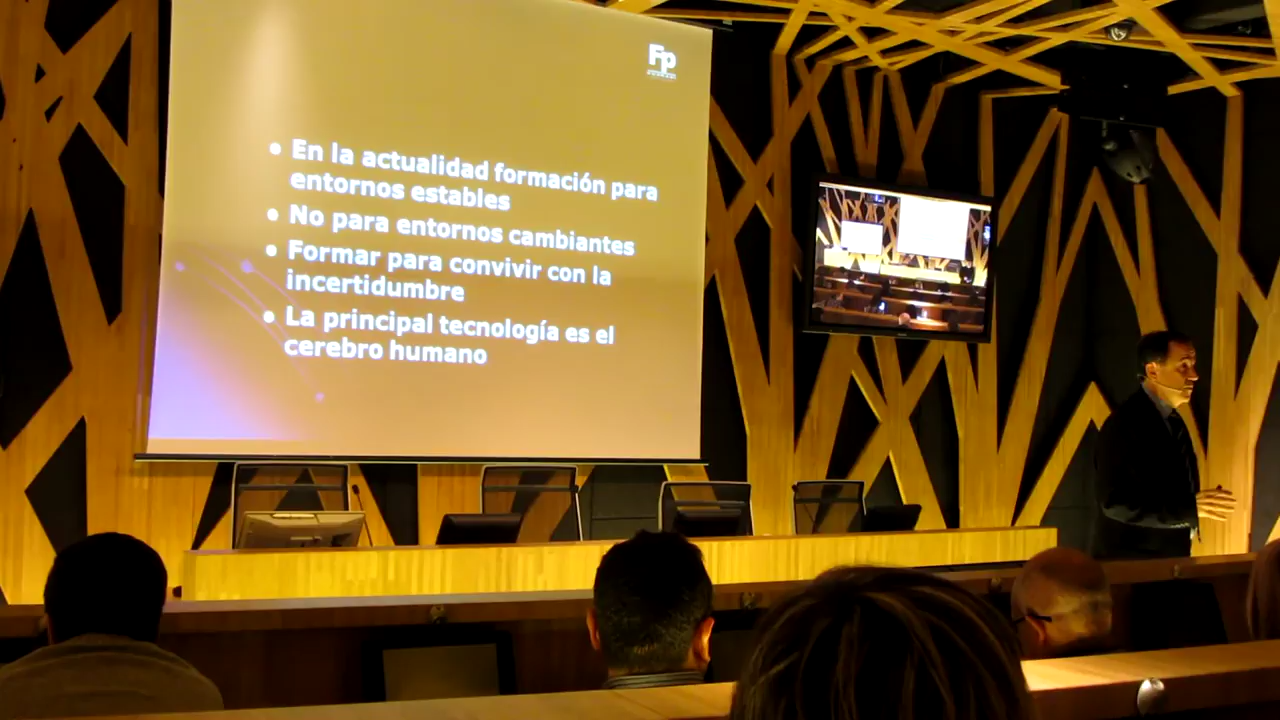 Fp
• En la actualidad formación para
entornos estables
• No para entornos cambiantes
• Formar para convivir con la
incertidumbre
• La principal tecnología es el
cerebro humano